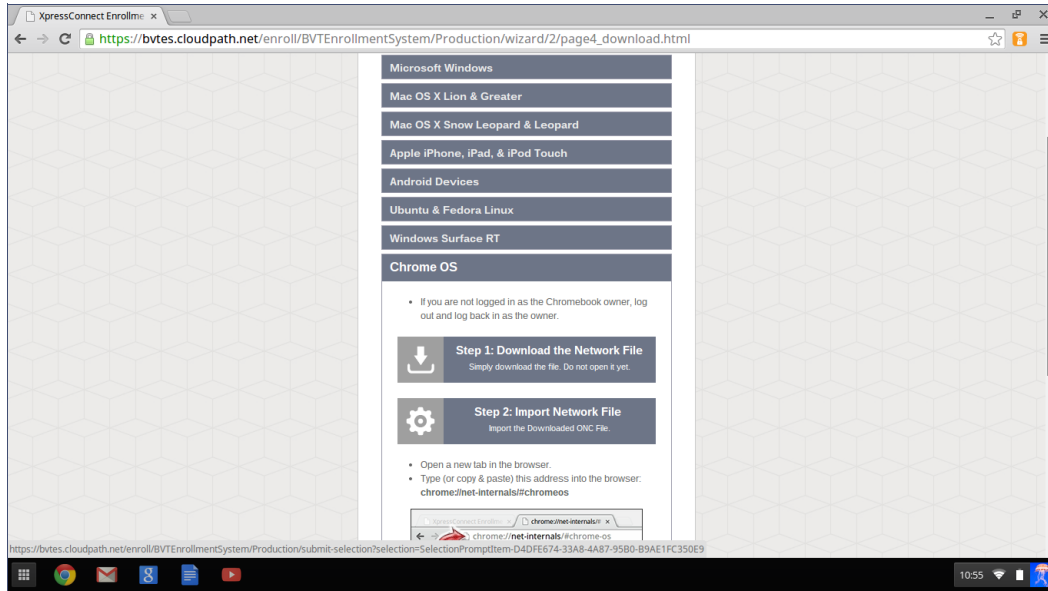 XpressConnect Enrollme
https://bvtes.cloudpath.net/enroll/BVTEnrollmentSystem/Production/wizard/2/page4_download.html
Microsoft Windows
Mac OS X Lion & Greater
Mac OS X Snow Leopard & Leopard
Apple iPhone, iPad, & iPod Touch
Android Devices
Ubuntu & Fedora Linux
Windows Surface RT
Chrome OS
If you are not logged in as the Chromebook owner, log
out and log back in as the owner.
Step 1: Download the Network File
Simply download the file. Do not open it yet.
Step 2: Import Network File
Import the Downloaded ONC File.
Open a new tab in the browser.
Type (or copy & paste) this address into the browser:
chrome://net-internals/#chromeos
XpressConnect Enrollme
chrome://net-internals/#
chrome://net-internals/#chrome-os
https://bvtes.cloudpath.net/enroll/BVTEnrollmentSystem/Production/submit-selection?selection=SelectionPromptItem-D4DFE674-33A8-4A87-95B0-B9AE1FC350E9
8
10:55